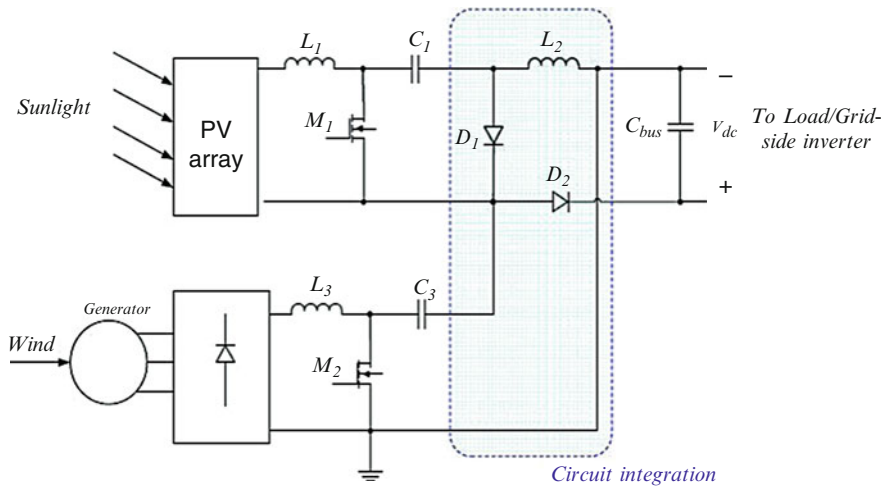 L1
C1
L2
Sunlight
PV
array
M1
D1
D2
Cbus
−
Vdc
+
To Load/Grid-
side inverter
Generator
L3
C3
Wind
M2
Circuit integration